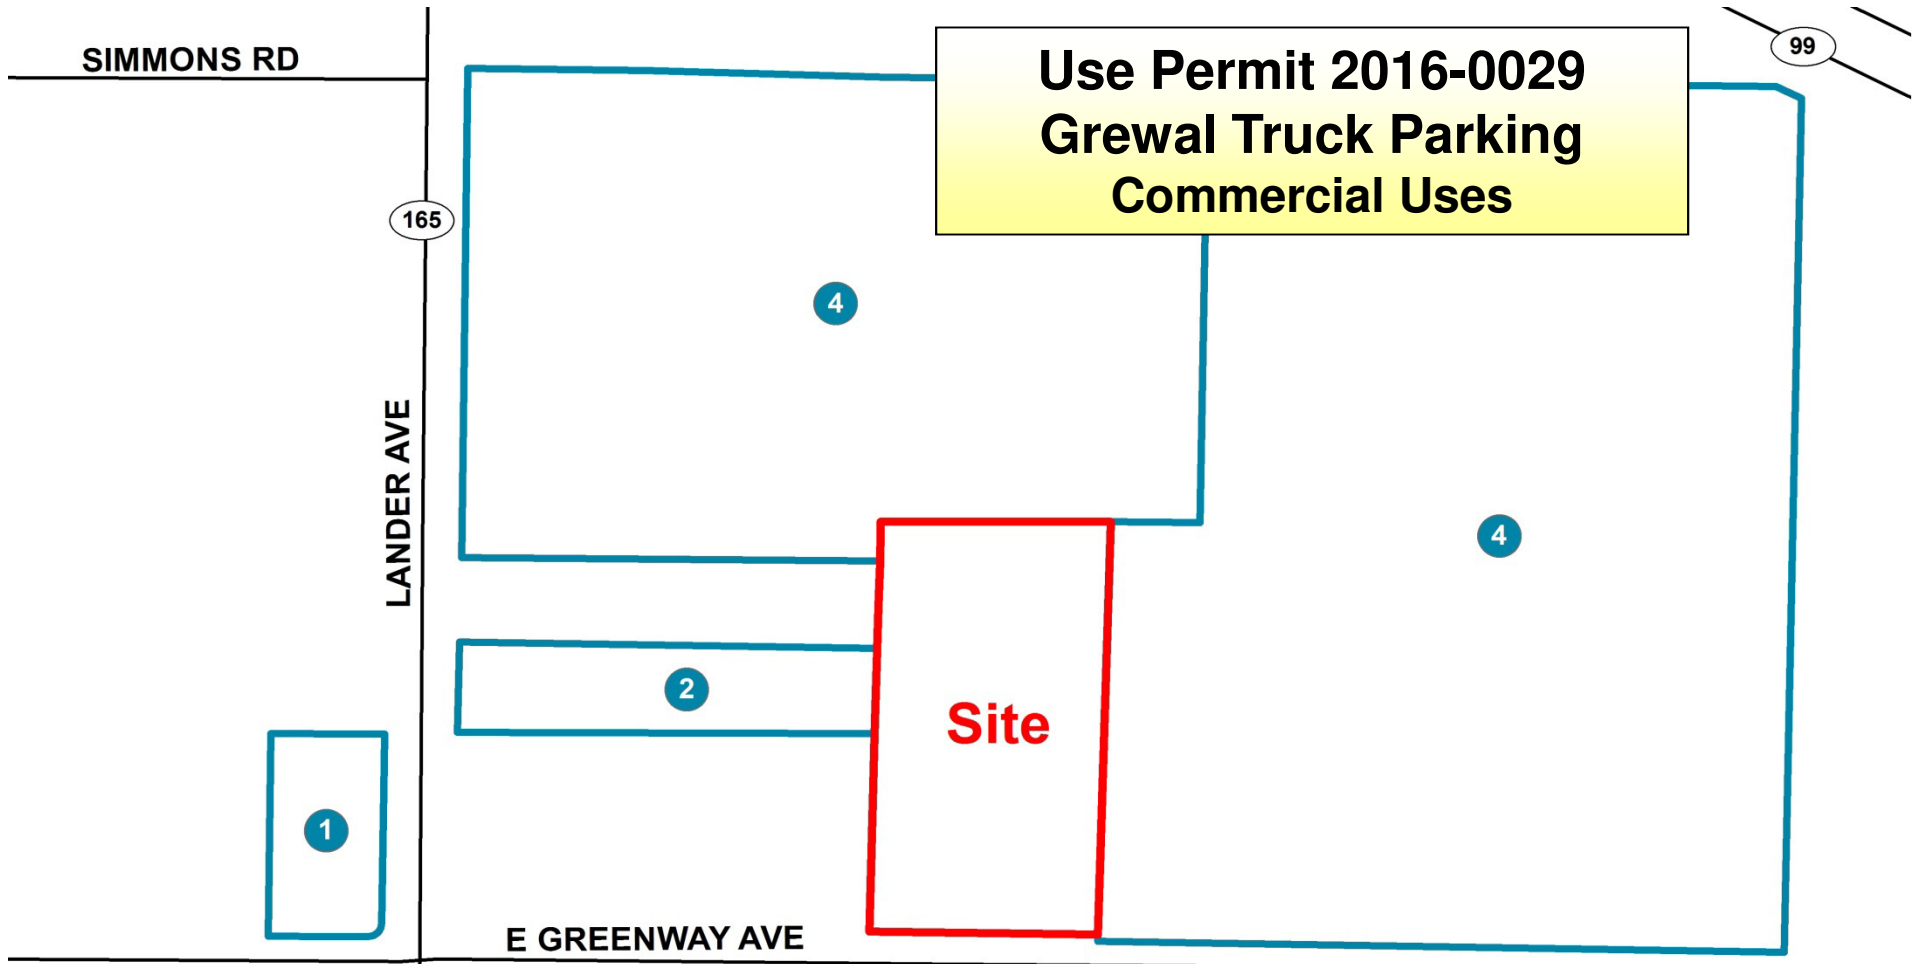 SIMMONS RD
99
Use Permit 2016-0029
Grewal Truck Parking
Commercial Uses
165
4
LANDER AVE
4
2
Site
1
E GREENWAY AVE